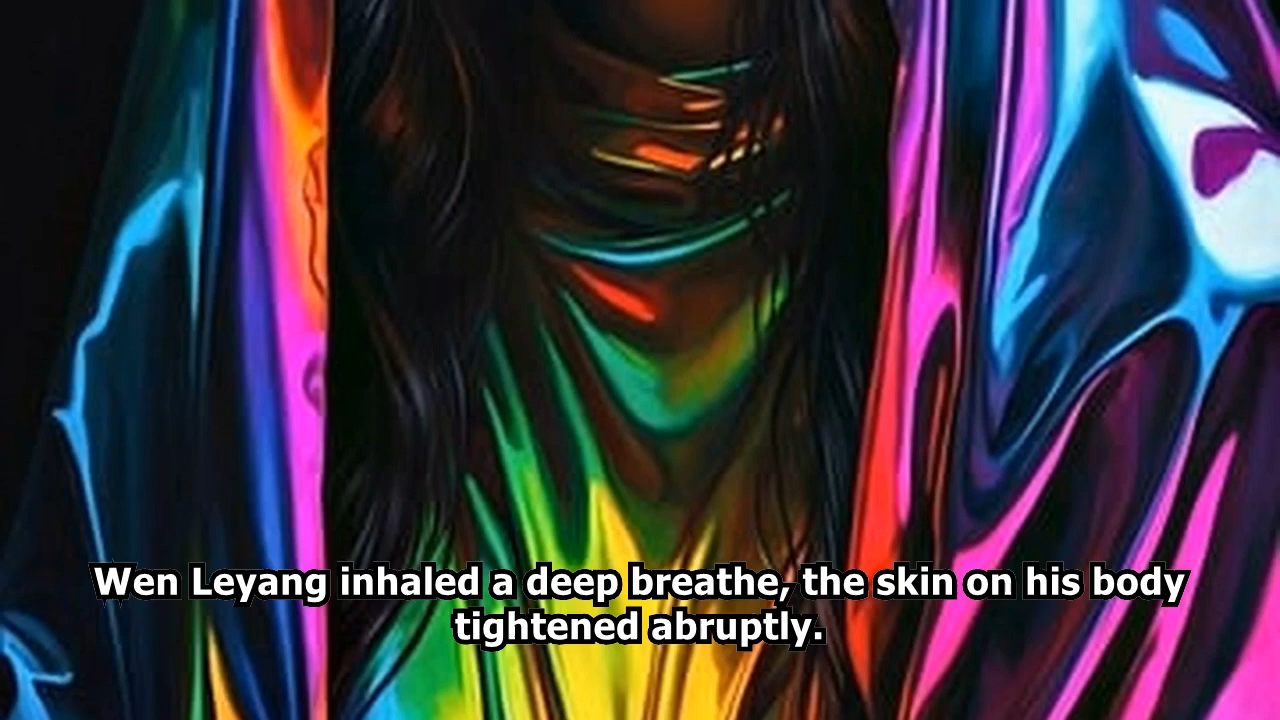 Wen Leyang inhaled a deep breathe, the skin on his body
tightened abruptly.